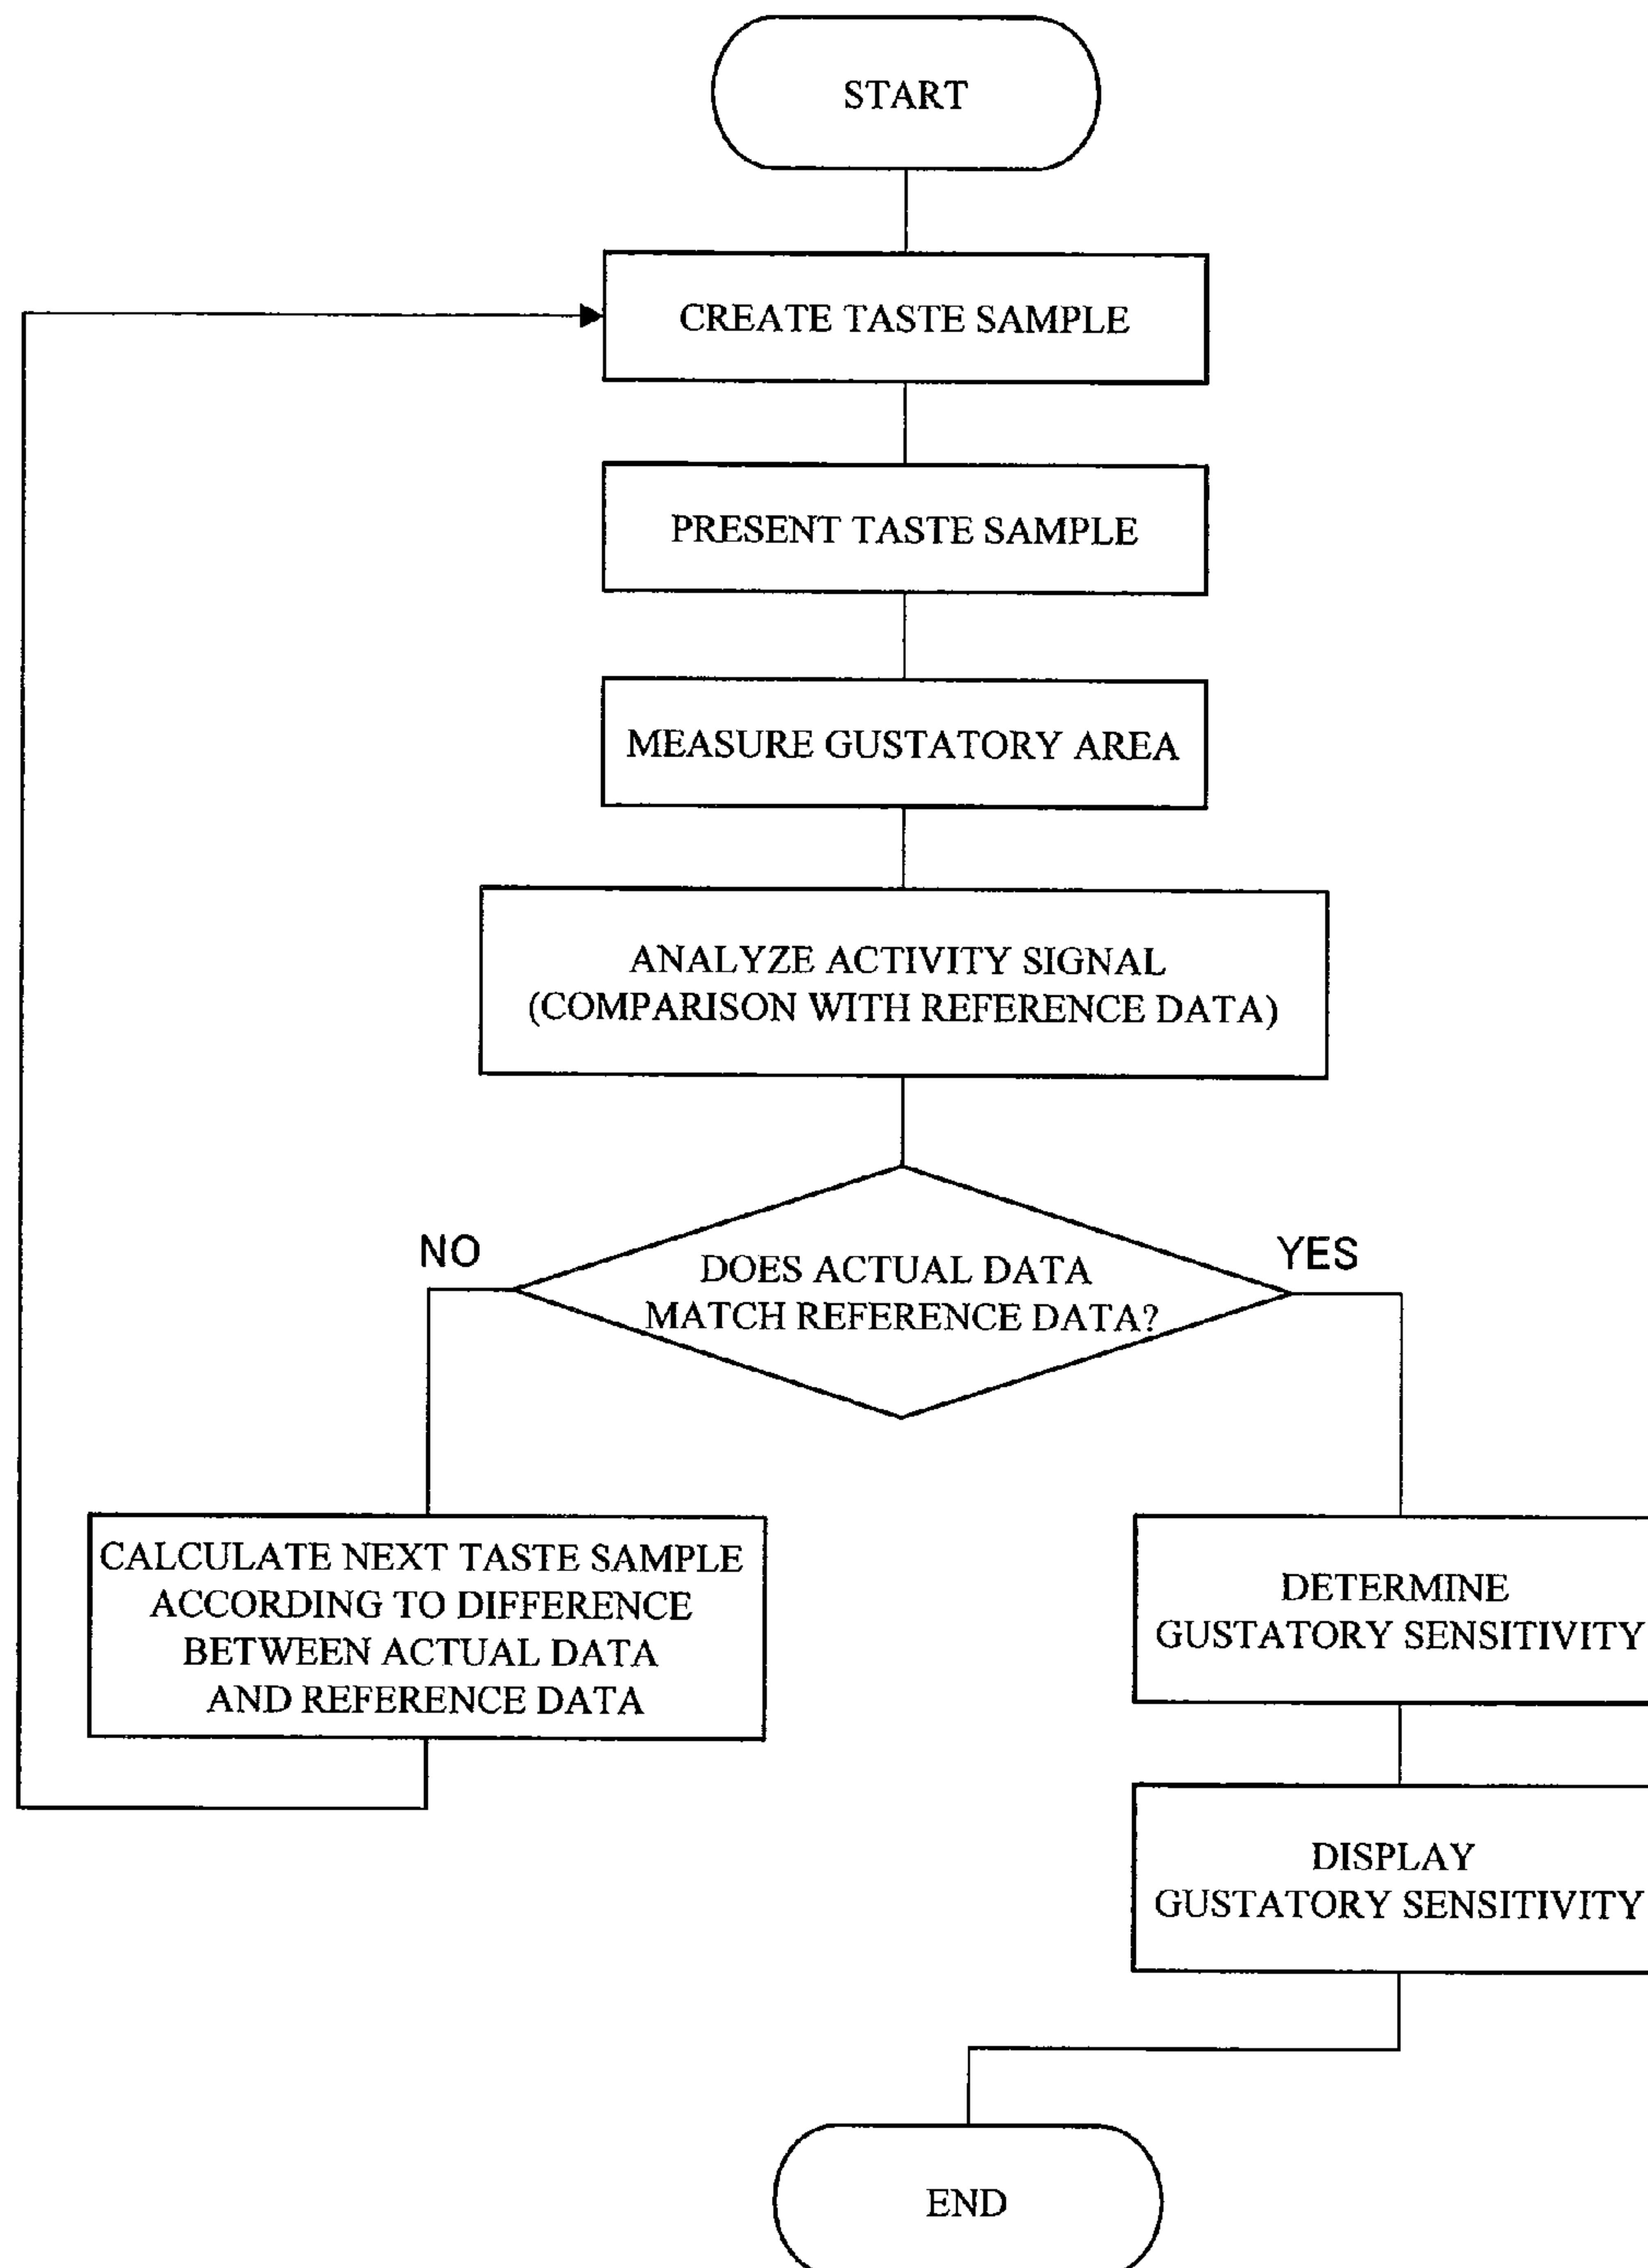 START
CREATE TASTE SAMPLE
PRESENT TASTE SAMPLE
MEASURE GUSTATORY AREA
ANALYZE ACTIVITY SIGNAL
(COMPARISON WITH REFERENCE DATA)
NO
YES
DOES ACTUAL DATA
MATCH REFERENCE DATA?
CALCULATE NEXT TASTE SAMPLE
ACCORDING TO DIFFERENCE
BETWEEN ACTUAL DATA
AND REFERENCE DATA
DETERMINE
GUSTATORY SENSITIVITY
DISPLAY
GUSTATORY SENSITIVITY
END